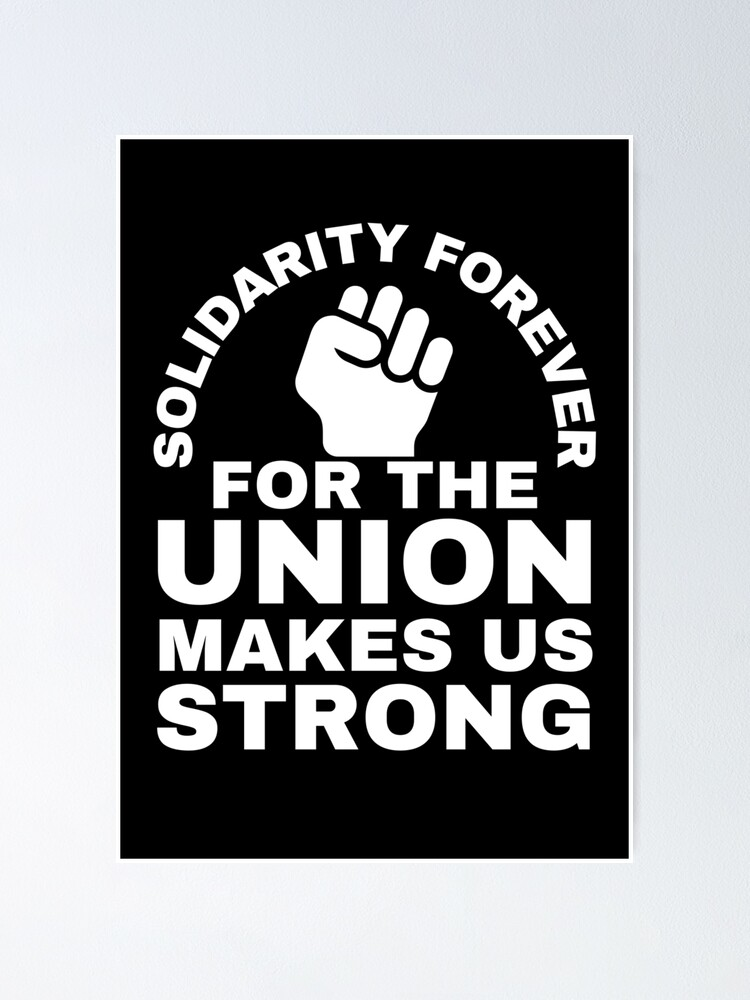 SOLIDARITY FOREVER
FOR THE
UNION
MAKES US
STRONG